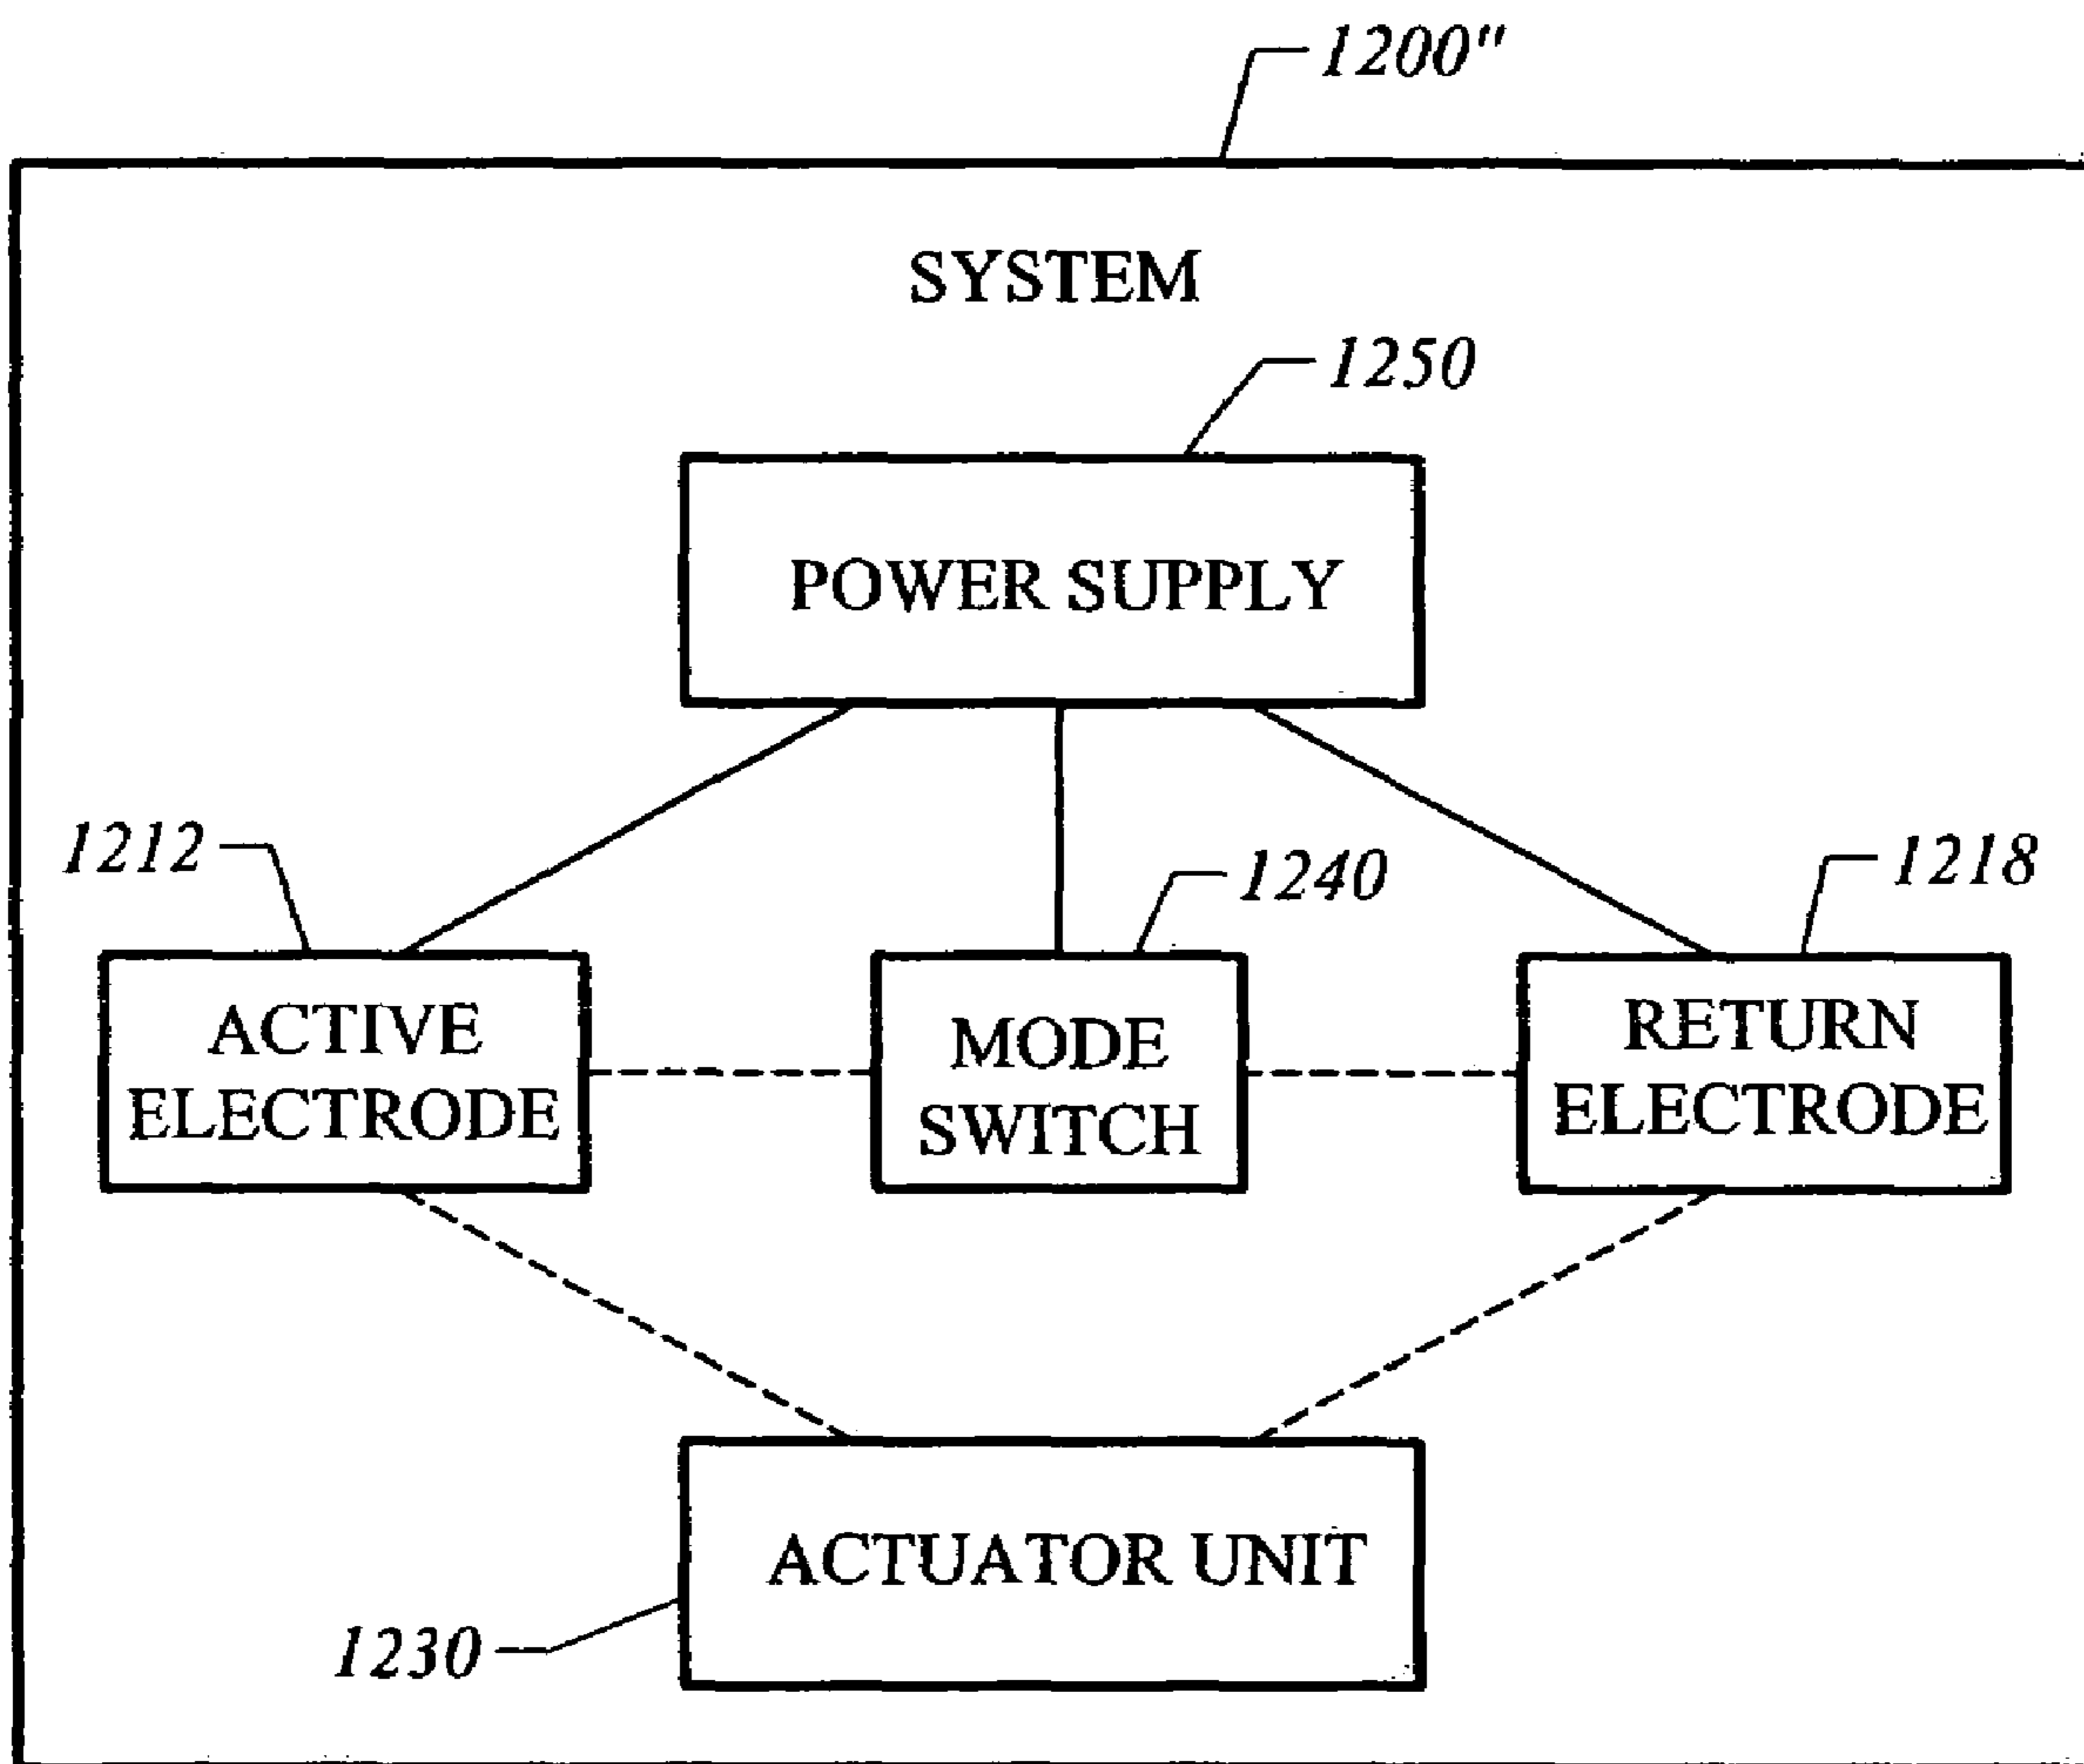 1200"
SYSTEM
1250
POWER SUPPLY
1212
1240
1218
ACTIVE
ELECTRODE
MODE
SWITCH
RETURN
ELECTRODE
ACTUATOR UNIT
1230